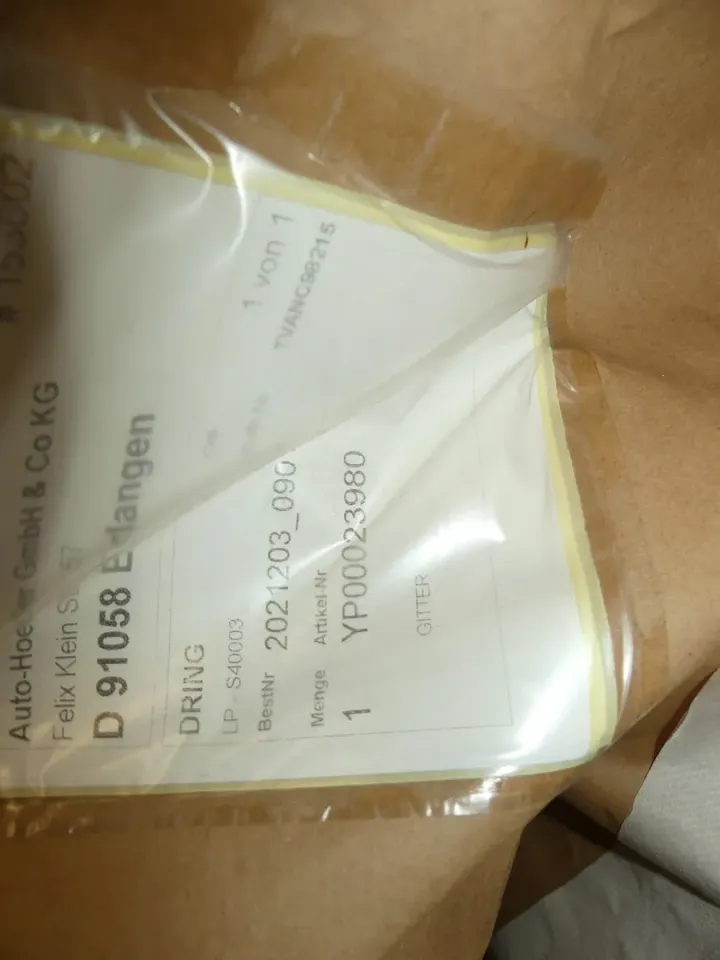 Auto-Hoe GmbH & Co KG
Felix Klein
D 91058 Erlangen
1 von 1
DRING
LP - S40003
BestNr 2021203_090
TVANC98215
Menge Artikel-Nr
1 YP00023980
GITTER